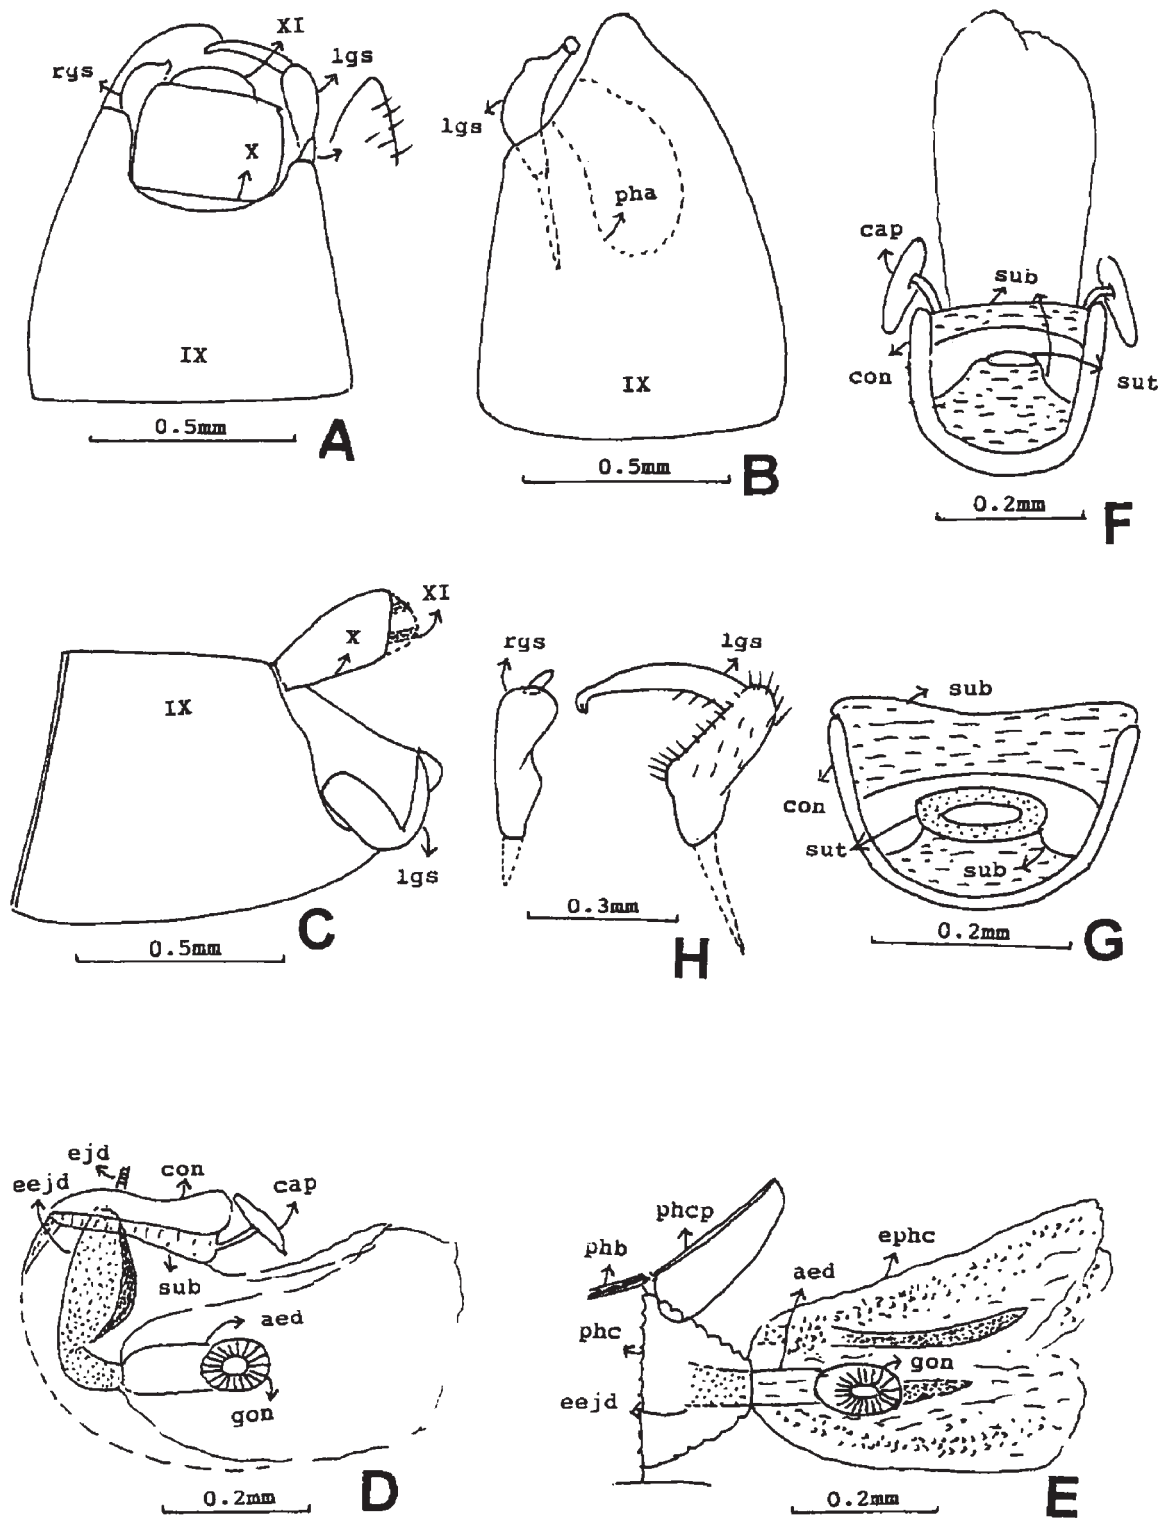 XI
rgs
lgs
X
IX
0.5mm
A
lgs
pha
IX
0.5mm
B
cap
sub
con
sut
0.2mm
F
XI
X
IX
lgs
0.5mm
C
rgs
lgs
0.3mm
H
sub
con
sut
sub
0.2mm
G
ejd
eejd
con
cap
sub
aed
gon
0.2mm
D
phcp
phb
ephc
aed
phc
gon
eejd
0.2mm
E